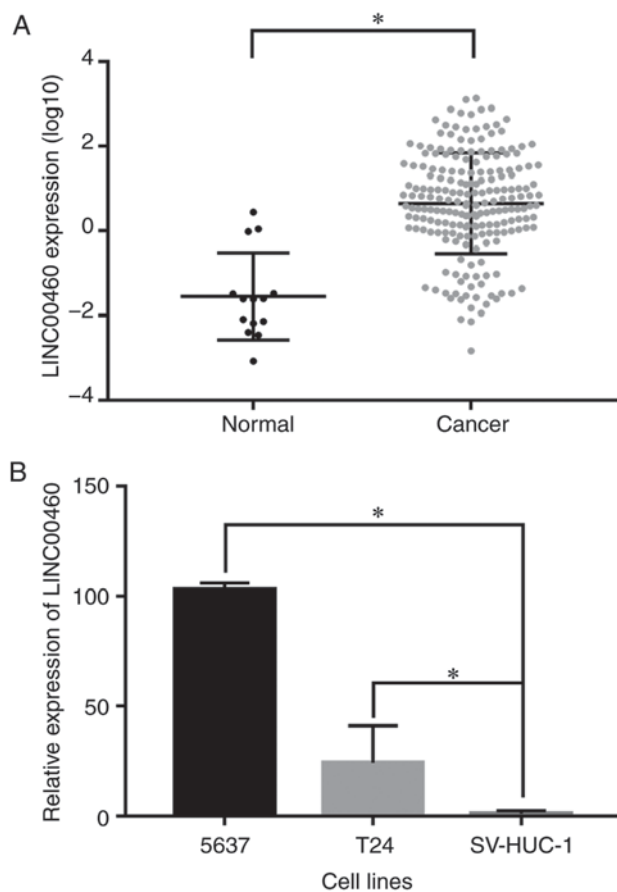 A
*
LINC00460 expression (log10)
4
2
0
−2
−4
Normal Cancer
B
Relative expression of LINC00460
150
100
50
0
*
*
5637 T24 SV-HUC-1
Cell lines